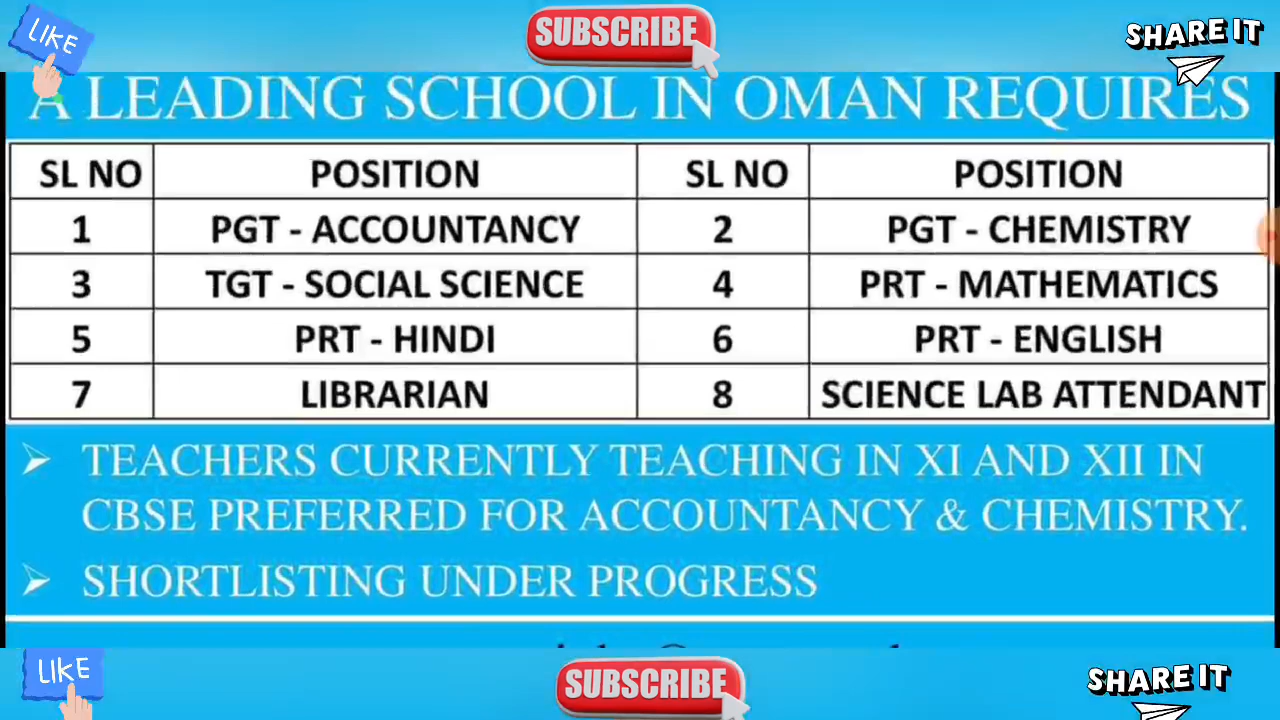 LIKE
SUBSCRIBE
SHARE IT
A LEADING SCHOOL IN OMAN REQUIRES
SL NO POSITION SL NO POSITION
1 PGT - ACCOUNTANCY 2 PGT - CHEMISTRY
3 TGT - SOCIAL SCIENCE 4 PRT - MATHEMATICS
5 PRT - HINDI 6 PRT - ENGLISH
7 LIBRARIAN 8 SCIENCE LAB ATTENDANT
➢ TEACHERS CURRENTLY TEACHING IN XI AND XII IN
CBSE PREFERRED FOR ACCOUNTANCY & CHEMISTRY.
➢ SHORTLISTING UNDER PROGRESS
LIKE
SUBSCRIBE
SHARE IT